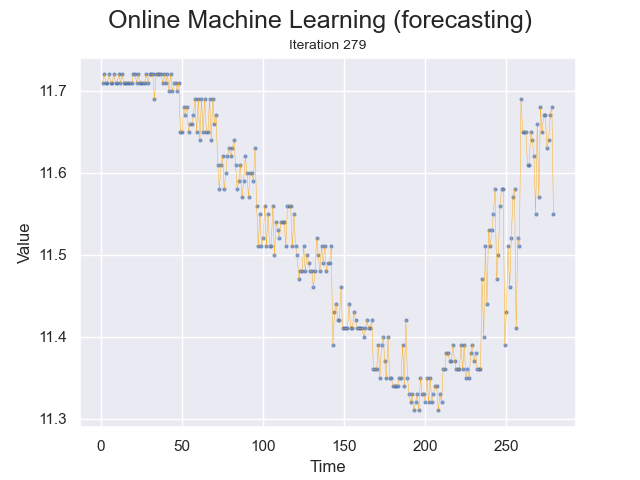 Online Machine Learning (forecasting)
Iteration 279
11.7
11.6
11.5
11.4
11.3
Value
0 50 100 150 200 250
Time